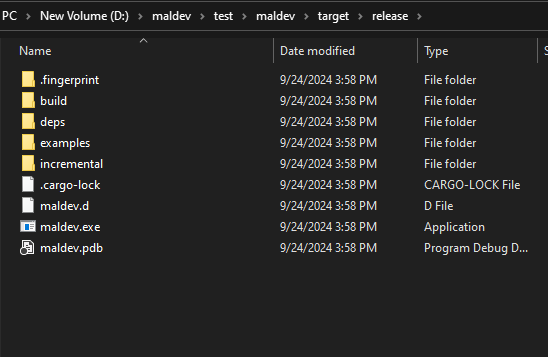 PC > New Volume (D:) > maldev > test > maldev > target > release >
Name Date modified Type S
.fingerprint 9/24/2024 3:58 PM File folder
build 9/24/2024 3:58 PM File folder
deps 9/24/2024 3:58 PM File folder
examples 9/24/2024 3:58 PM File folder
incremental 9/24/2024 3:58 PM File folder
.cargo-lock 9/24/2024 3:58 PM CARGO-LOCK File
maldev.d 9/24/2024 3:58 PM D File
maldev.exe 9/24/2024 3:58 PM Application
maldev.pdb 9/24/2024 3:58 PM Program Debug D...